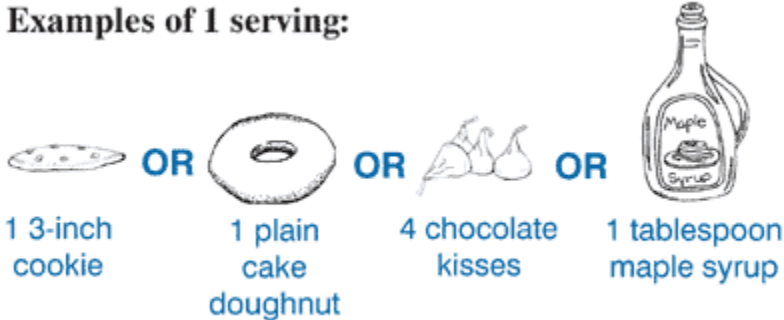 Examples of 1 serving:
Maple
Syrup
OR
OR
OR
1 3-inch
cookie
1 plain
cake
doughnut
4 chocolate
kisses
1 tablespoon
maple syrup